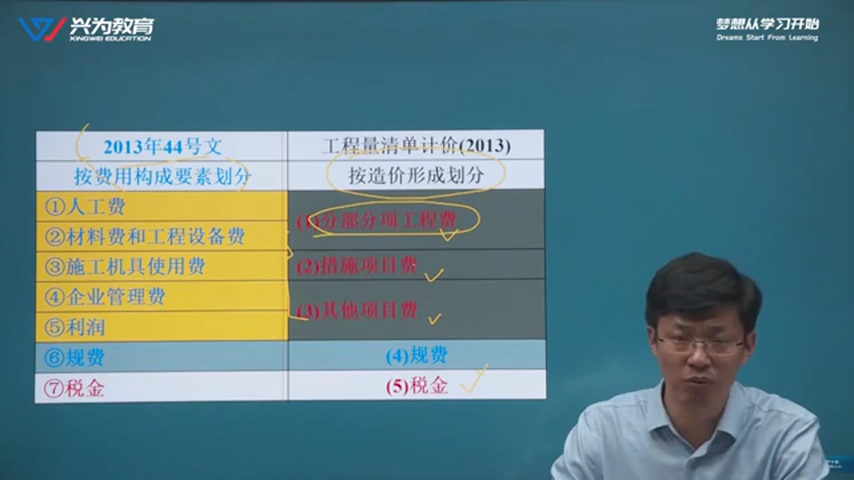 兴为教育
XINGWEI EDUCATION
梦想从学习开始
Dreams Start From Learning
2013年44号文
工程量清单计价(2013)
按费用构成要素划分
按造价形成划分
①人工费
②材料费和工程设备费
③施工机具使用费
④企业管理费
⑤利润
⑥规费
⑦税金
(1)分部分项工程费
(2)措施项目费
(3)其他项目费
(4)规费
(5)税金